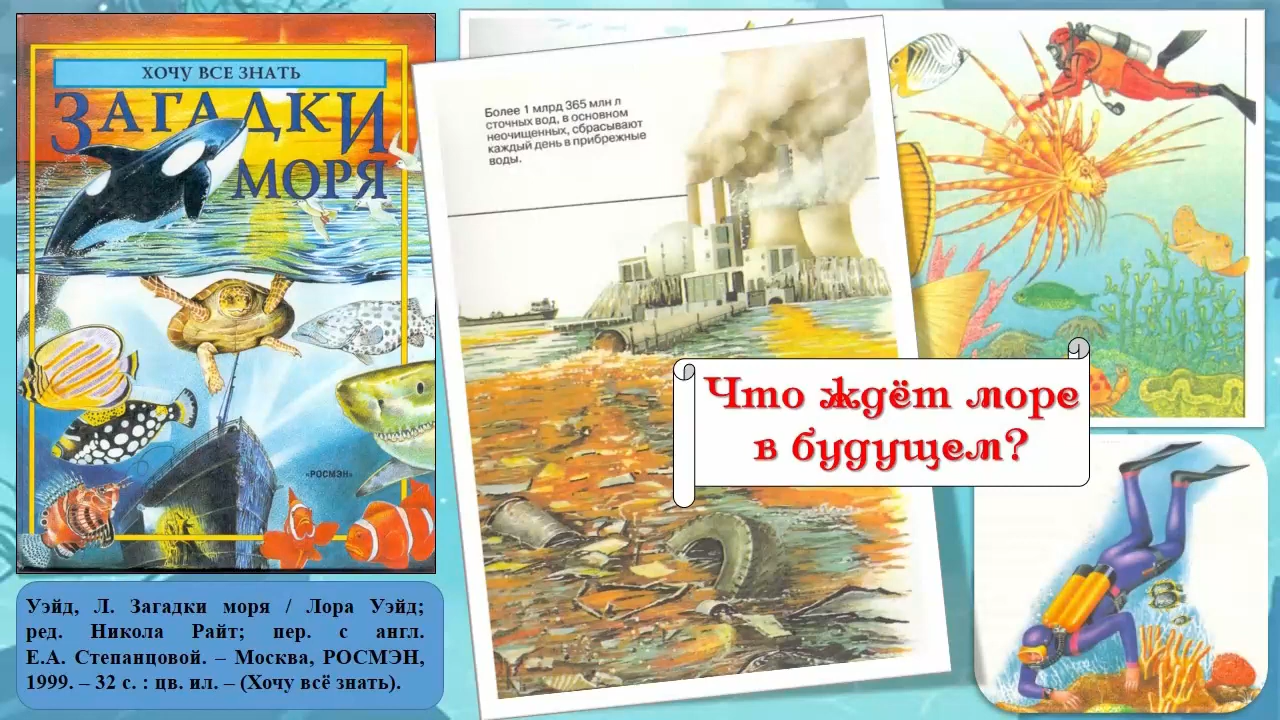 ХОЧУ ВСЕ ЗНАТЬ
ЗАГАДКИ
МОРЯ
«РОСМЭН»
Уэйд, Л. Загадки моря / Лора Уэйд;
ред. Никола Райт; пер. с англ.
Е.А. Степанцовой. – Москва, РОСМЭН,
1999. – 32 с. : цв. ил. – (Хочу всё знать).
Более 1 млрд 365 млн л
сточных вод, в основном
неочищенных, сбрасывают
каждый день в прибрежные
воды.
Что ждёт море
в будущем?